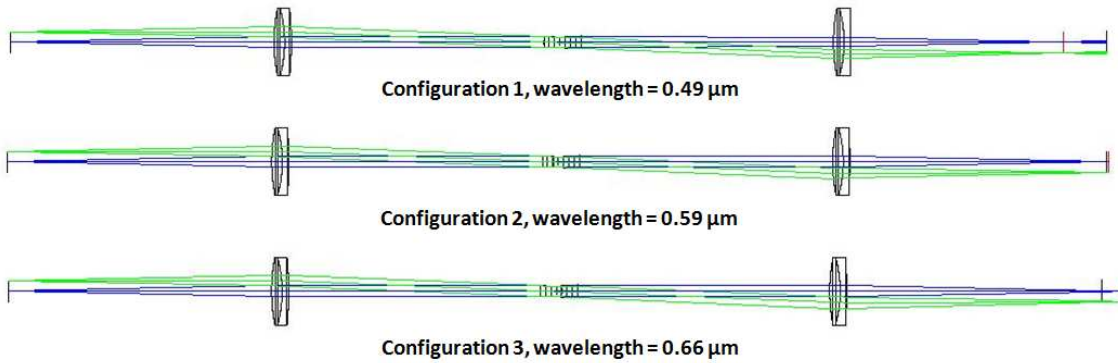 Configuration 1, wavelength = 0.49 µm
Configuration 2, wavelength = 0.59 µm
Configuration 3, wavelength = 0.66 µm